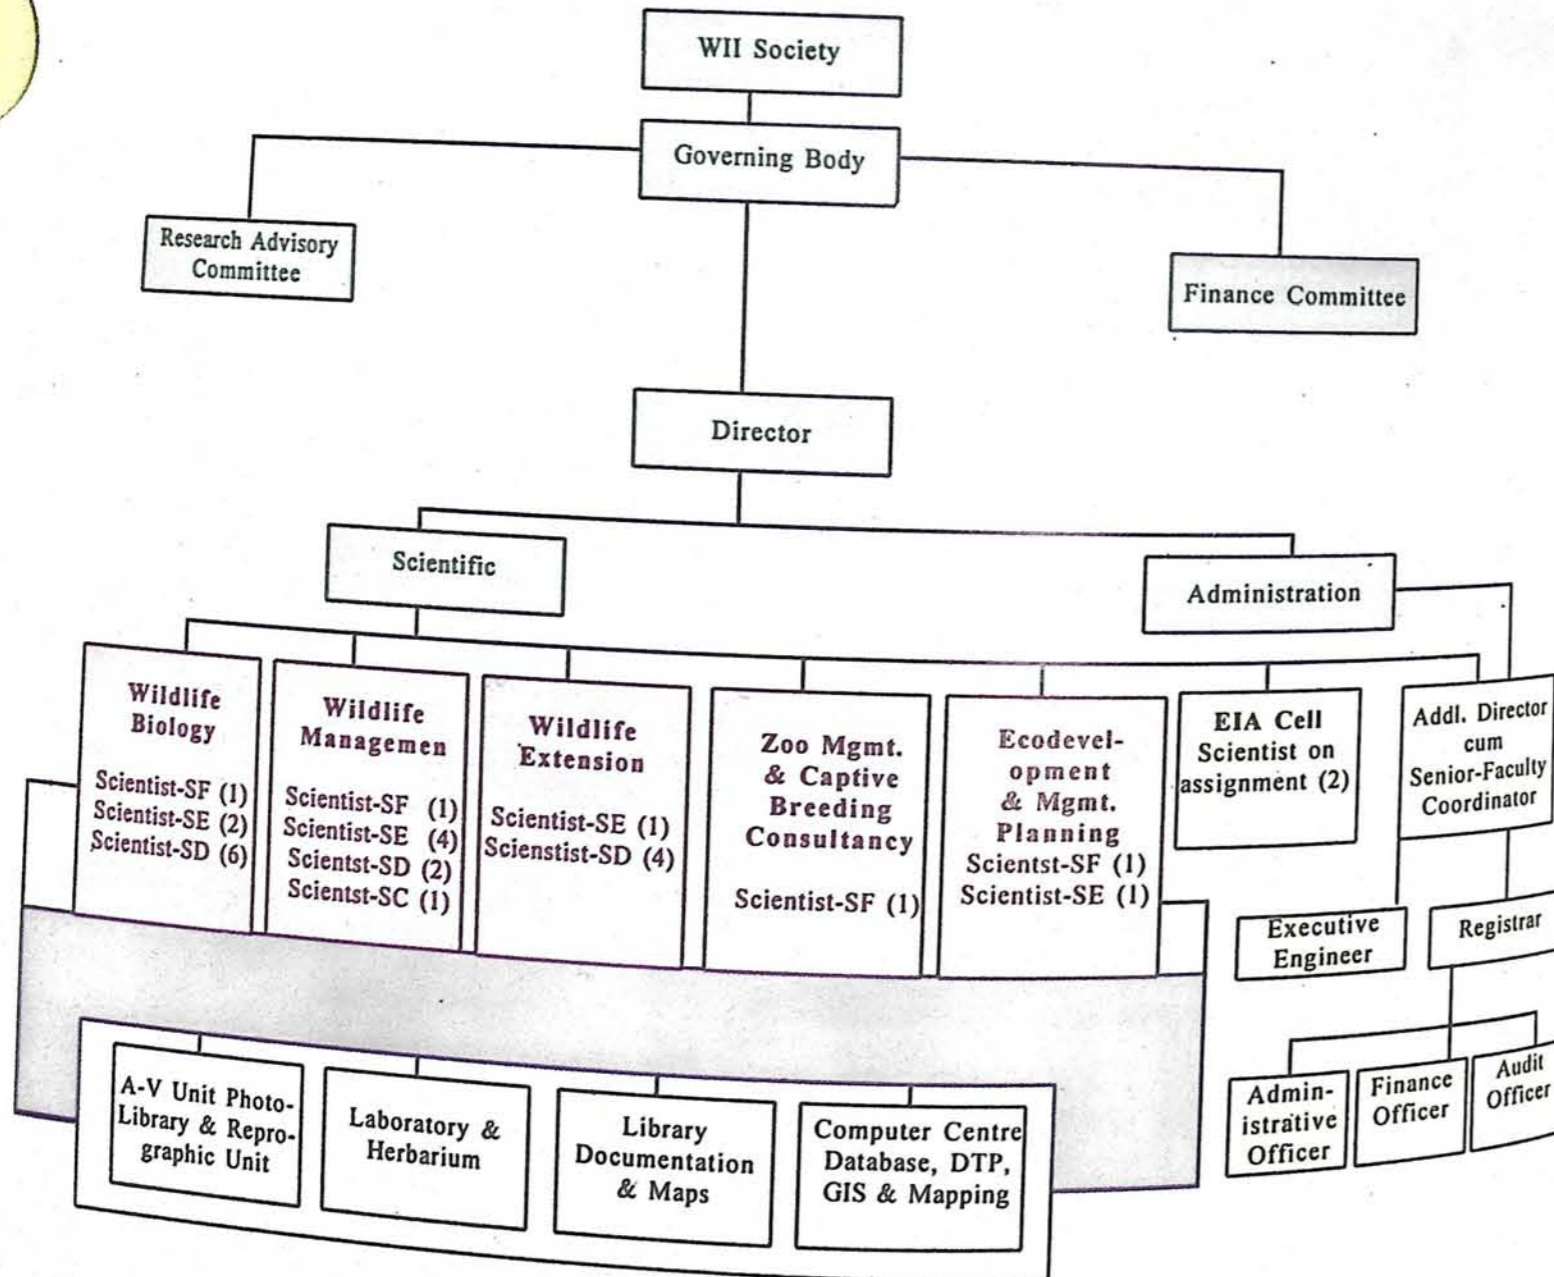 WII Society
Governing Body
Research Advisory
Committee
Finance Committee
Director
Scientific
Administration
Wildlife
Biology
Scientist-SF (1)
Scientist-SE (2)
Scientist-SD (6)
Wildlife
Managemen
Scientist-SF (1)
Scientist-SE (4)
Scientst-SD (2)
Scientst-SC (1)
Wildlife
Extension
Scientist-SE (1)
Scienstist-SD (4)
Zoo Mgmt.
& Captive
Breeding
Consultancy
Scientist-SF (1)
Ecodevel-
opment
& Mgmt.
Planning
Scientst-SF (1)
Scientist-SE (1)
EIA Cell
Scientist on
assignment (2)
Addl. Director
cum
Senior-Faculty
Coordinator
Executive
Engineer
Registrar
Admin-
istrative
Officer
Finance
Officer
Audit
Officer
A-V Unit Photo-
Library & Repro-
graphic Unit
Laboratory &
Herbarium
Library
Documentation
& Maps
Computer Centre
Database, DTP,
GIS & Mapping